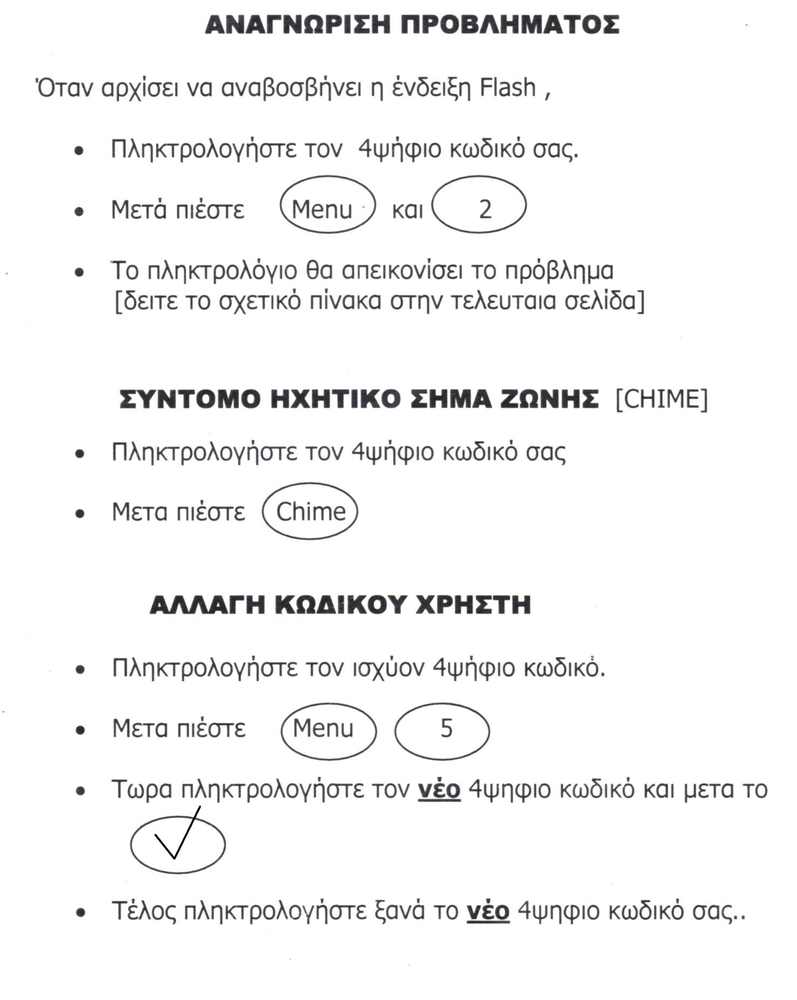 ΑΝΑΓΝΩΡΙΣΗ ΠΡΟΒΛΗΜΑΤΟΣ
Όταν αρχίσει να αναβοσβήνει η ένδειξη Flash ,
• Πληκτρολογήστε τον 4ψήφιο κωδικό σας.
• Μετά πιέστε Menu και 2
• Το πληκτρολόγιο θα απεικονίσει το πρόβλημα
[δειτε το σχετικό πίνακα στην τελευταια σελίδα]
ΣΥΝΤΟΜΟ ΗΧΗΤΙΚΟ ΣΗΜΑ ΖΩΝΗΣ [CHIME]
• Πληκτρολογήστε τον 4ψήφιο κωδικό σας
• Μετα πιέστε Chime
ΑΛΛΑΓΗ ΚΩΔΙΚΟΥ ΧΡΗΣΤΗ
• Πληκτρολογήστε τον ισχύον 4ψήφιο κωδικό.
• Μετα πιέστε Menu 5
• Τωρα πληκτρολογήστε τον νέο 4ψηφιο κωδικό και μετα το
✓
• Τέλος πληκτρολογήστε ξανά το νέο 4ψηφιο κωδικό σας..